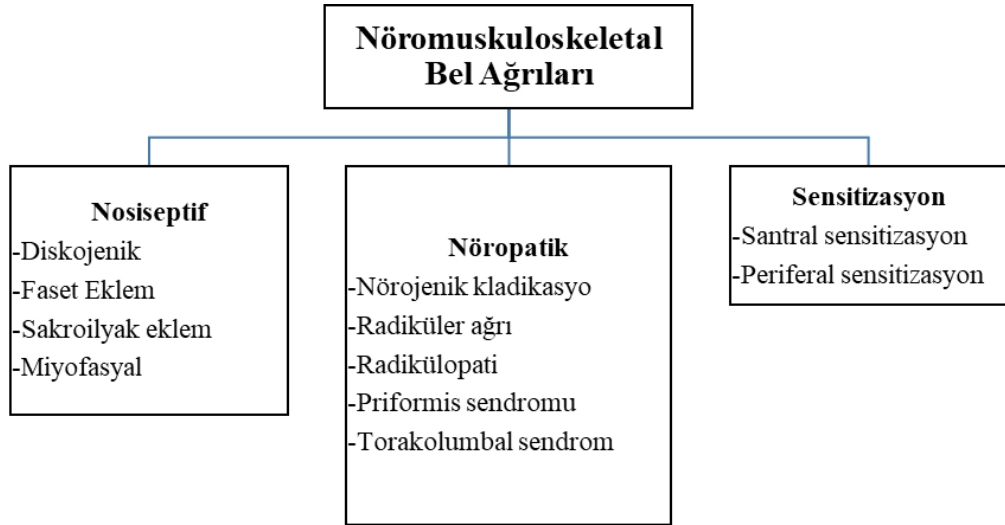 Nöromuskuloskeletal
Bel Ağrıları
Nosiseptif
-Diskojenik
-Faset Eklem
-Sakroilyak eklem
-Miyofasyal
Nöropatik
-Nörojenik kladikasyo
-Radiküler ağrı
-Radikülopati
-Priformis sendromu
-Torakolumbal sendrom
Sensitizasyon
-Santral sensitizasyon
-Periferal sensitizasyon